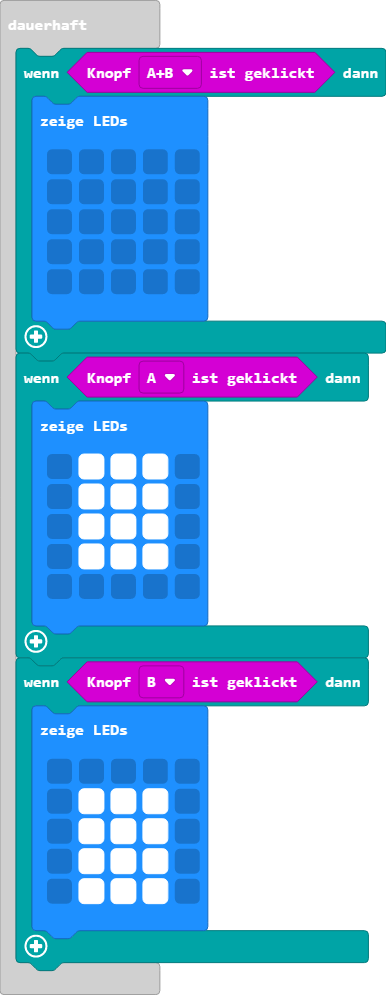 dauerhaft
wenn Knopf A+B ist geklickt dann
zeige LEDs
wenn Knopf A ist geklickt dann
zeige LEDs
wenn Knopf B ist geklickt dann
zeige LEDs